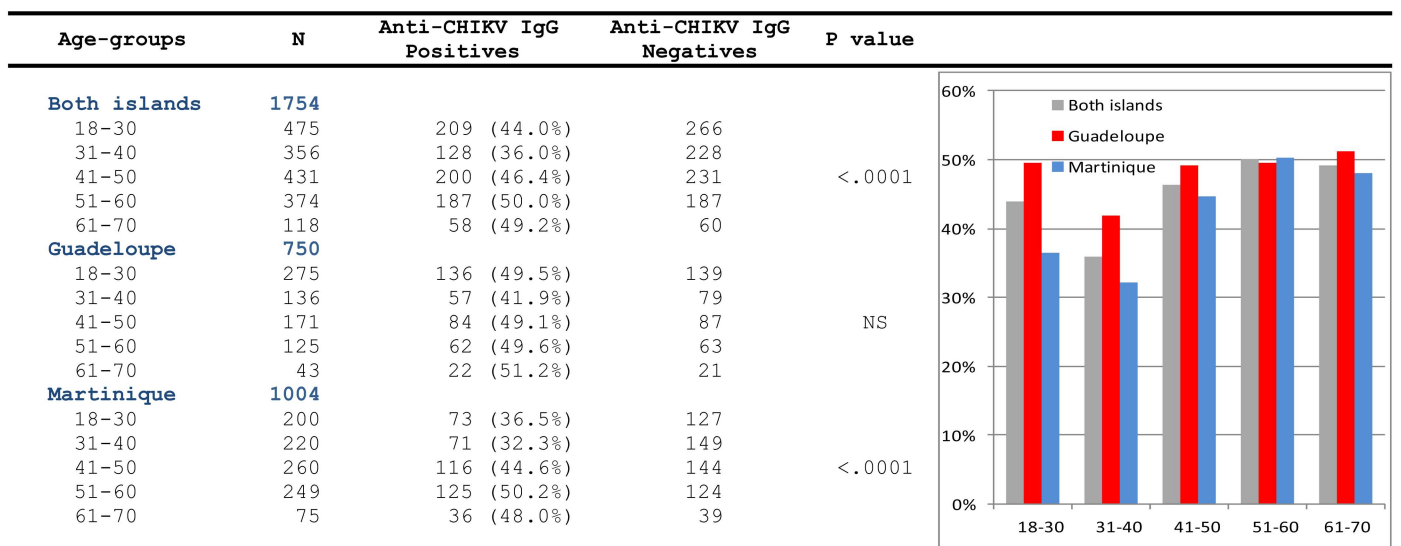 Age-groups N Anti-CHIKV IgG Positives Anti-CHIKV IgG Negatives P value
Both islands 1754
18-30 475 209 (44.0%) 266
31-40 356 128 (36.0%) 228
41-50 431 200 (46.4%) 231 <.0001
51-60 374 187 (50.0%) 187
61-70 118 58 (49.2%) 60
Guadeloupe 750
18-30 275 136 (49.5%) 139
31-40 136 57 (41.9%) 79
41-50 171 84 (49.1%) 87 NS
51-60 125 62 (49.6%) 63
61-70 43 22 (51.2%) 21
Martinique 1004
18-30 200 73 (36.5%) 127
31-40 220 71 (32.3%) 149
41-50 260 116 (44.6%) 144 <.0001
51-60 249 125 (50.2%) 124
61-70 75 36 (48.0%) 39
60%
50%
40%
30%
20%
10%
0%
Both islands
Guadeloupe
Martinique
18-30 31-40 41-50 51-60 61-70